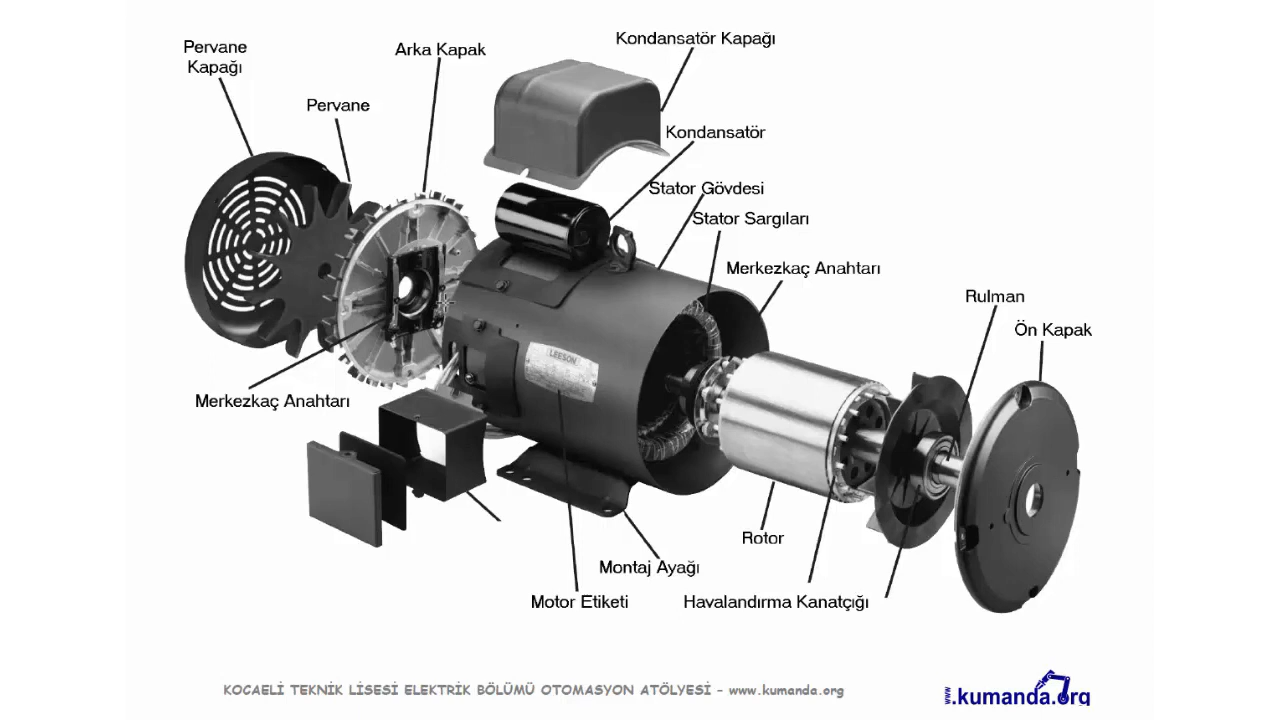 Pervane
Kapağı
Arka Kapak
Kondansatör Kapağı
Pervane
Kondansatör
Stator Gövdesi
Stator Sargıları
Merkezkaç Anahtarı
Rulman
Ön Kapak
LEESON
Merkezkaç Anahtarı
Rotor
Montaj Ayağı
Motor Etiketi
Havalandırma Kanatçığı
KOCAELİ TEKNİK LİSESİ ELEKTRİK BÖLÜMÜ OTOMASYON ATÖLYESİ - www.kumanda.org
www.kumanda.org